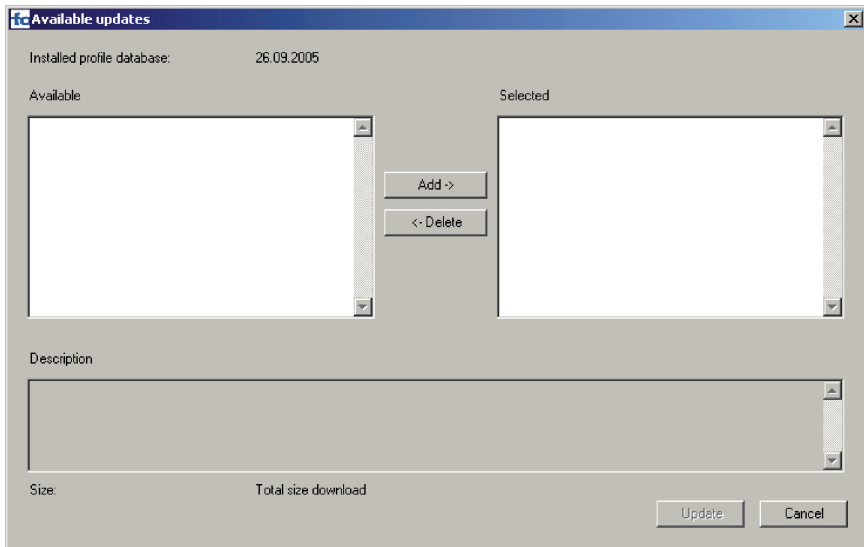 fc Available updates
Installed profile database: 26.09.2005
Available Selected
Add ->
<- Delete
Description
Size: Total size download
Update Cancel